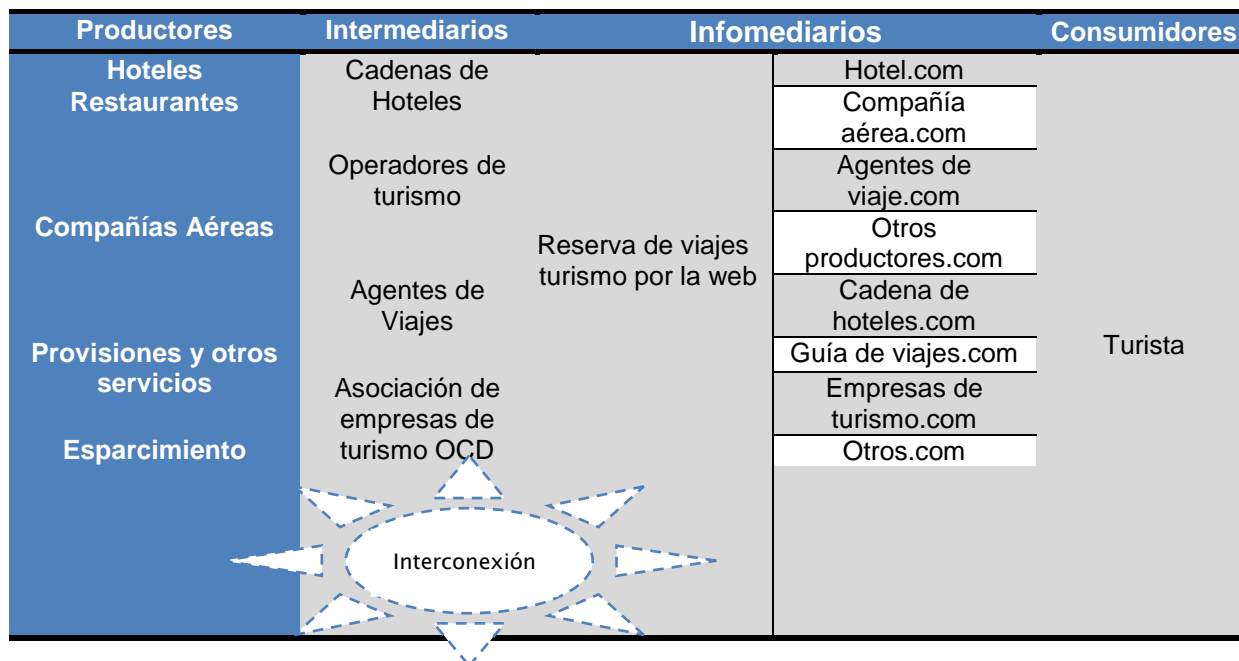 Productores Intermediarios Infomediarios Consumidores
Hoteles
Restaurantes
Compañías Aéreas
Provisiones y otros
servicios
Esparcimiento
Cadenas de
Hoteles
Operadores de
turismo
Agentes de
Viajes
Asociación de
empresas de
turismo OCD
Reserva de viajes
turismo por la web
Hotel.com
Compañía
aérea.com
Agentes de
viaje.com
Otros
productores.com
Cadena de
hoteles.com
Guía de viajes.com
Empresas de
turismo.com
Otros.com
Turista
Interconexión